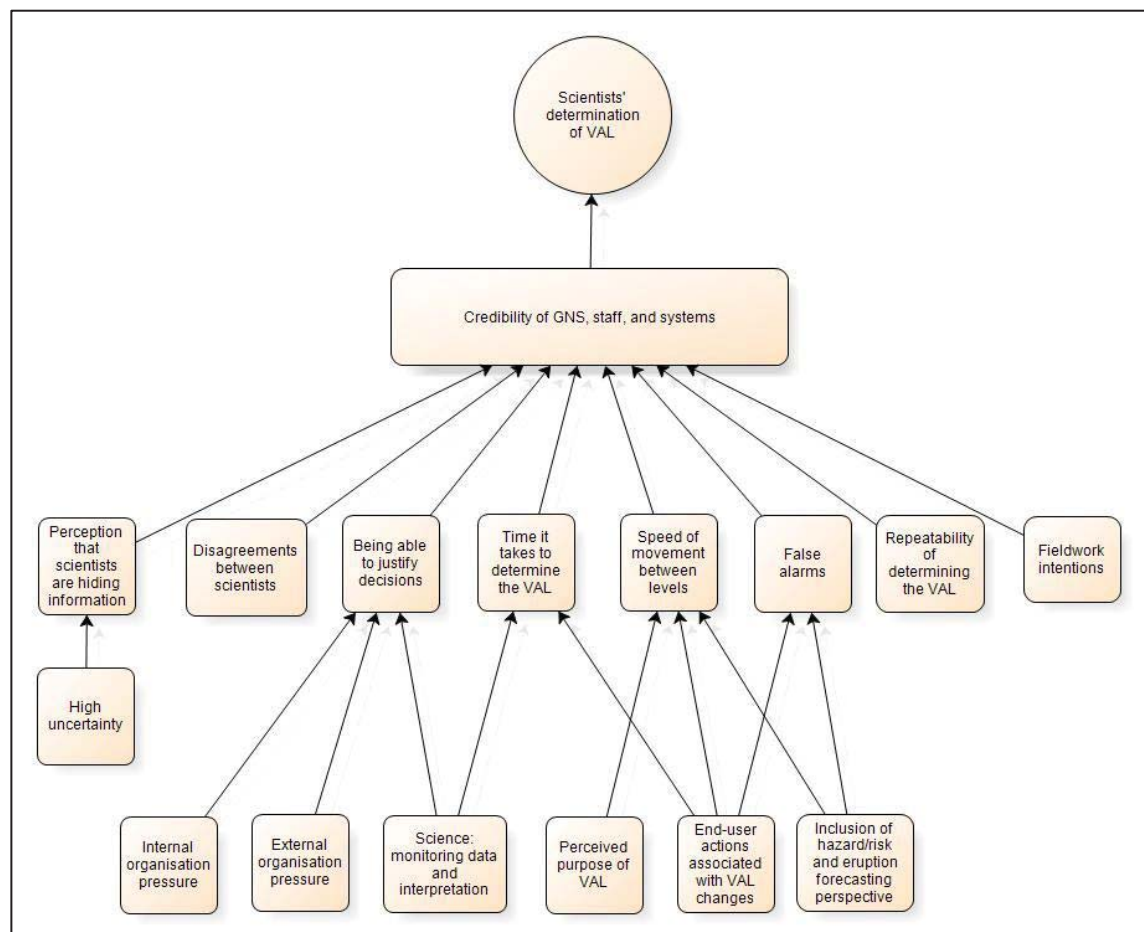 Scientists'
determination
of VAL
Credibility of GNS, staff, and systems
Perception
that
scientists
are hiding
information
Disagreements
between
scientists
Being able
to justify
decisions
Time it
takes to
determine
the VAL
Speed of
movement
between
levels
False
alarms
Repeatability
of
determining
the VAL
Fieldwork
intentions
High
uncertainty
Internal
organisation
pressure
External
organisation
pressure
Science:
monitoring data
and
interpretation
Perceived
purpose of
VAL
End-user
actions
associated
with VAL
changes
Inclusion of
hazard/risk
and eruption
forecasting
perspective